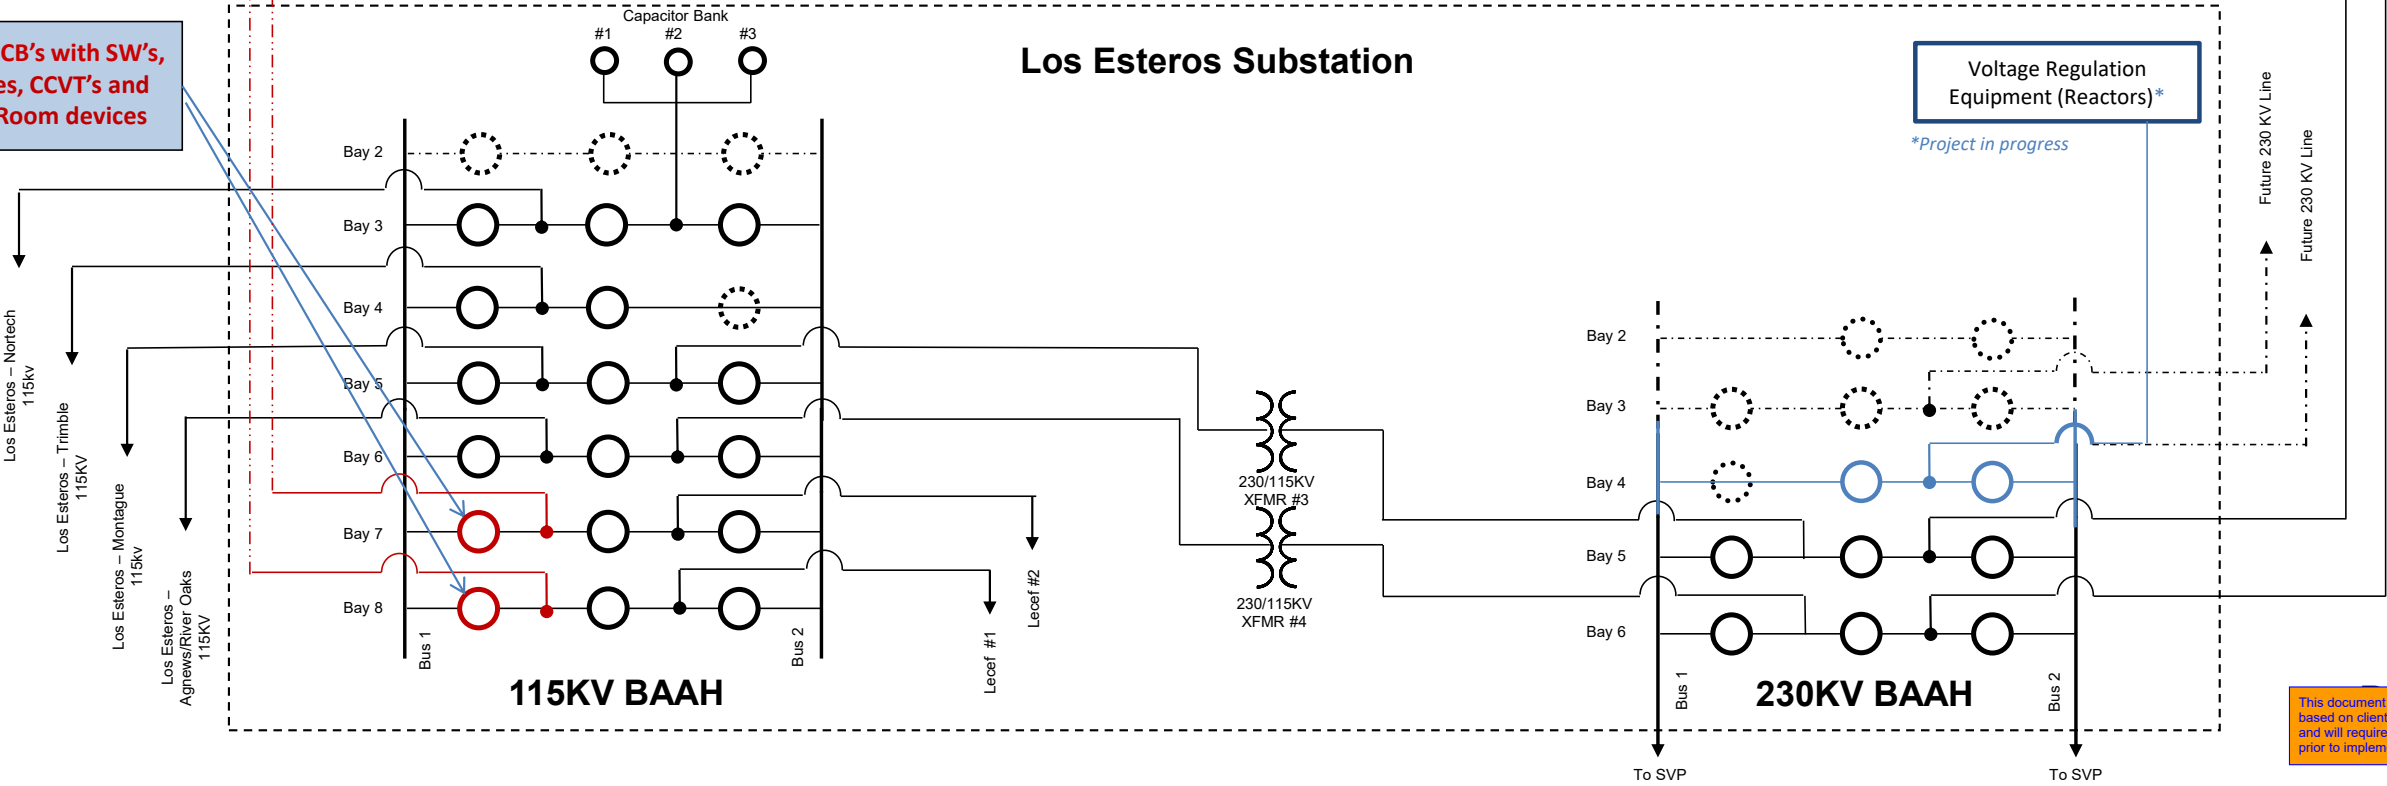 Capacitor Bank
#1
#2
#3
Los Esteros Substation
CB’s with SW’s,
CCVT’s and
Room devices
Voltage Regulation
Equipment (Reactors)*
*Project in progress
Future 230 KV Line
Future 230 KV Line
Bay 2
Bay 3
Bay 4
Bay 5
Bay 6
Bay 7
Bay 8
Los Esteros – Nortech
115kv
Los Esteros – Trimble
115KV
Los Esteros – Montague
115kv
Los Esteros –
Agnews/River Oaks
115KV
Bus 1
Bus 2
115KV BAAH
Lecef #1
Lecef #2
230/115KV
XFMR #3
230/115KV
XFMR #4
Bay 2
Bay 3
Bay 4
Bay 5
Bay 6
Bus 1
Bus 2
230KV BAAH
To SVP
To SVP
This document
based on client
and will require
prior to